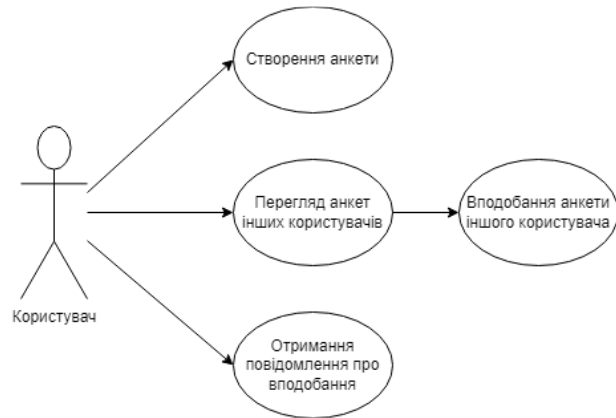 Створення анкети
Перегляд анкет
інших користувачів
Вподобання анкети
іншого користувача
Користувач
Отримання
повідомлення про
вподобання